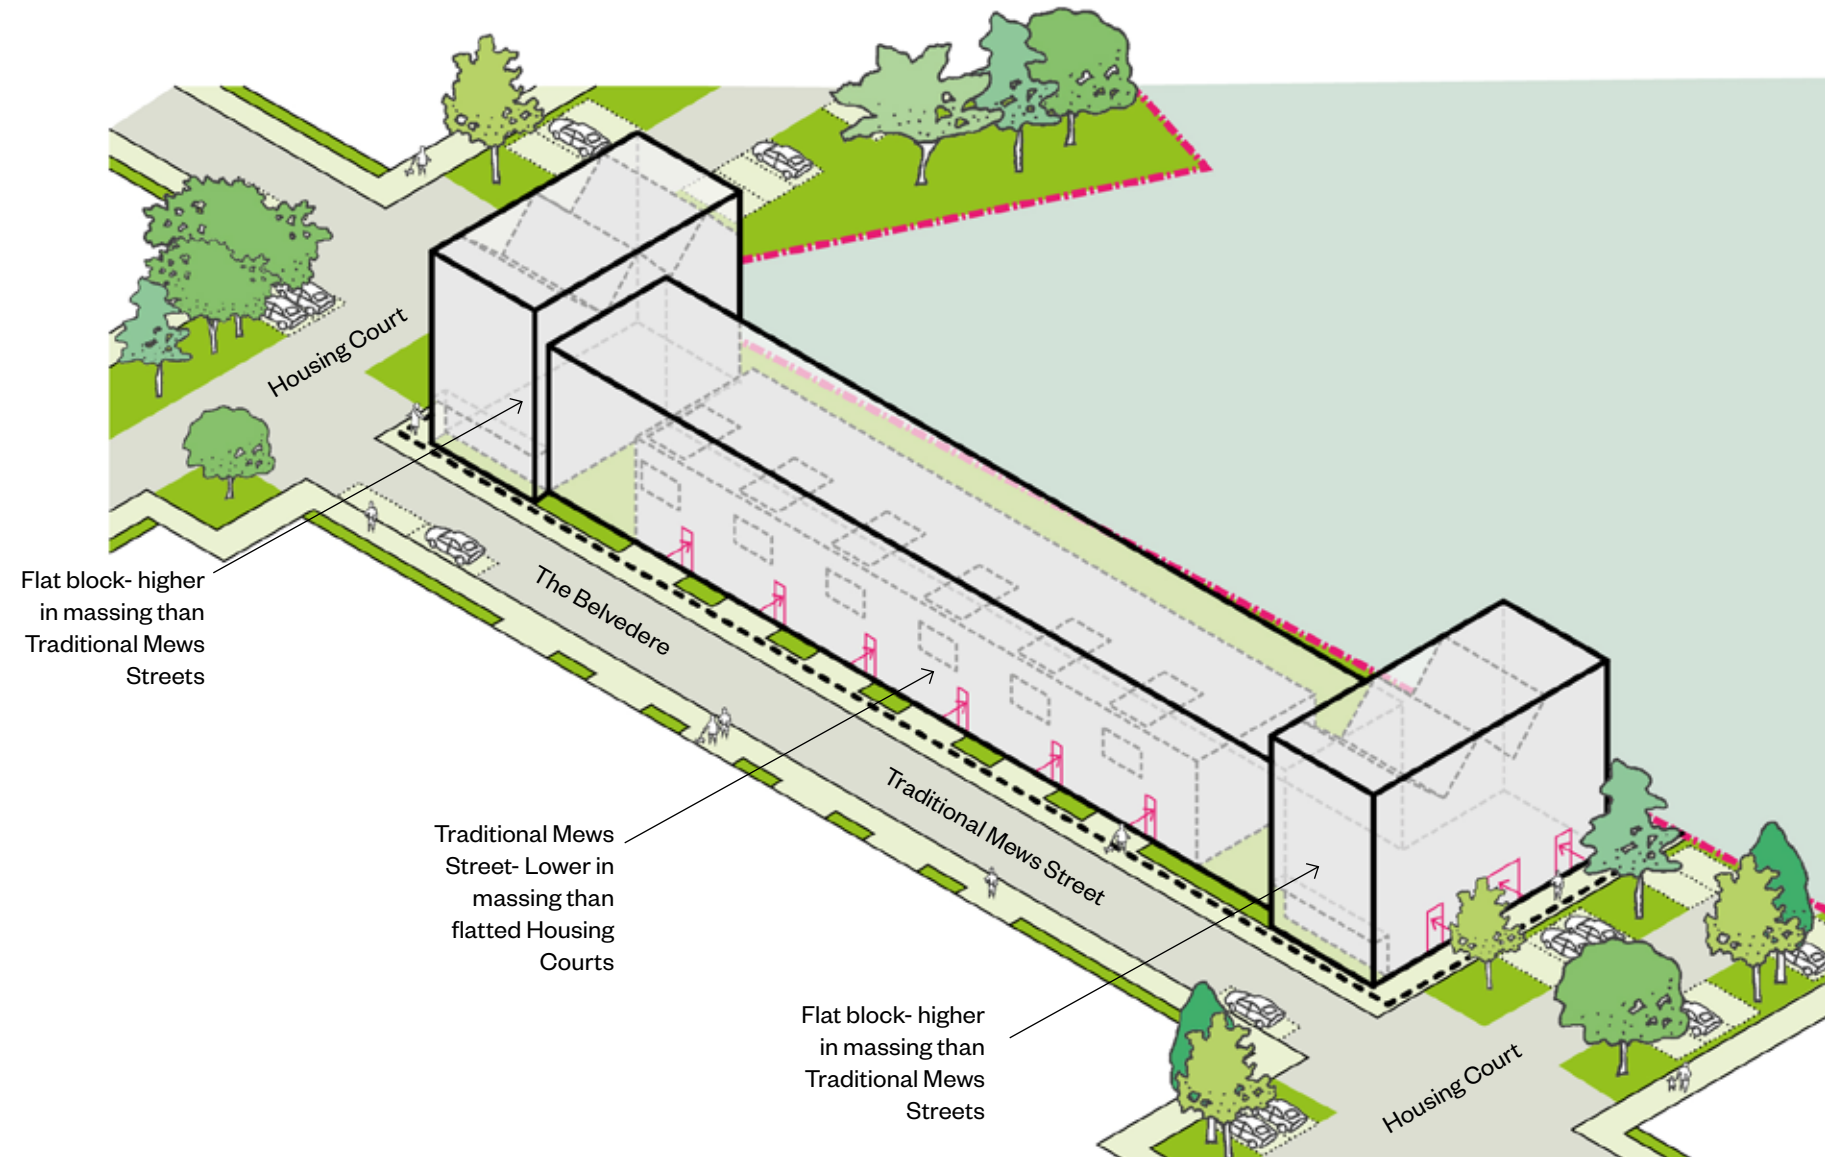 Housing Court
Flat block- higher
in massing than
Traditional Mews
Streets
The Belvedere
Traditional Mews Street
Traditional Mews
Street- Lower in
massing than
flatted Housing
Courts
Flat block- higher
in massing than
Traditional Mews
Streets
Housing Court